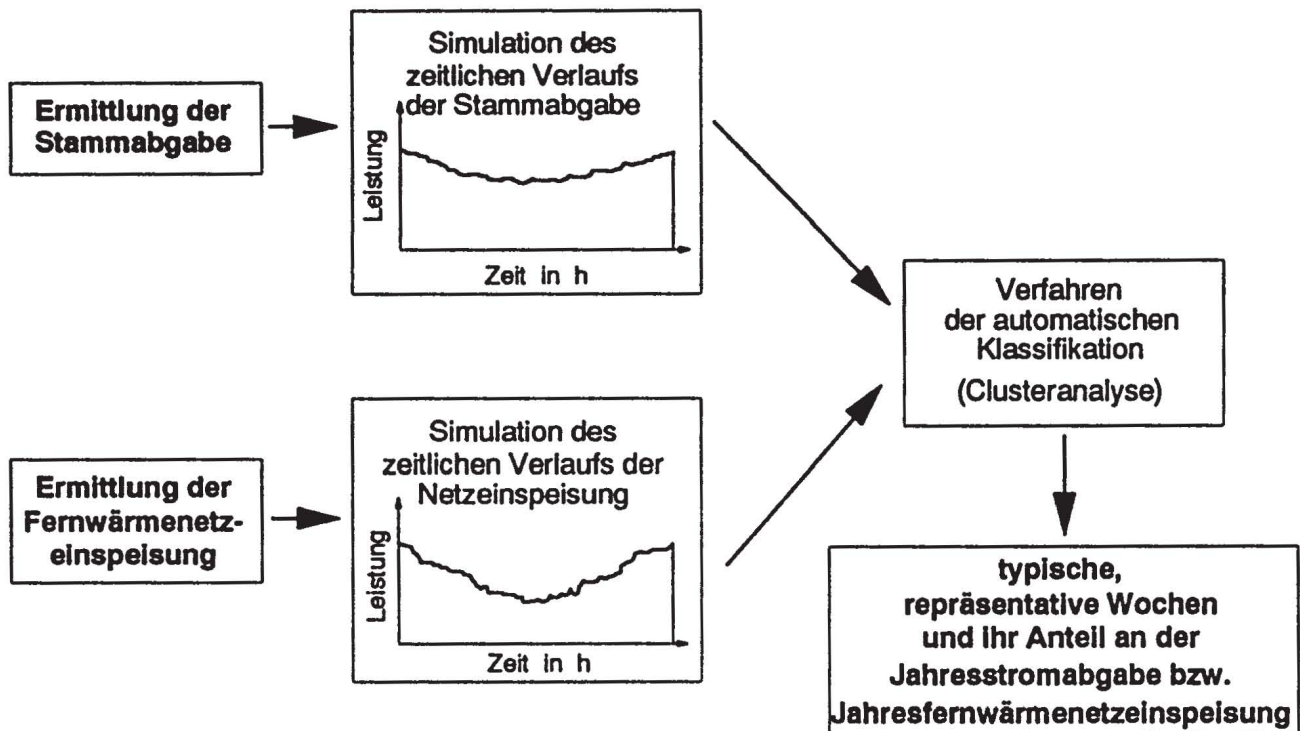 Ermittlung der
Stammabgabe
Simulation des
zeitlichen Verlaufs
der Stammabgabe
Leistung
Zeit in h
Ermittlung der
Fernwärmenetz-
einspeisung
Simulation des
zeitlichen Verlaufs der
Netzeinspeisung
Leistung
Zeit in h
Verfahren
der automatischen
Klassifikation
(Clusteranalyse)
typische,
repräsentative Wochen
und ihr Anteil an der
Jahresstromabgabe bzw.
Jahresfernwärmenetzeinspeisung